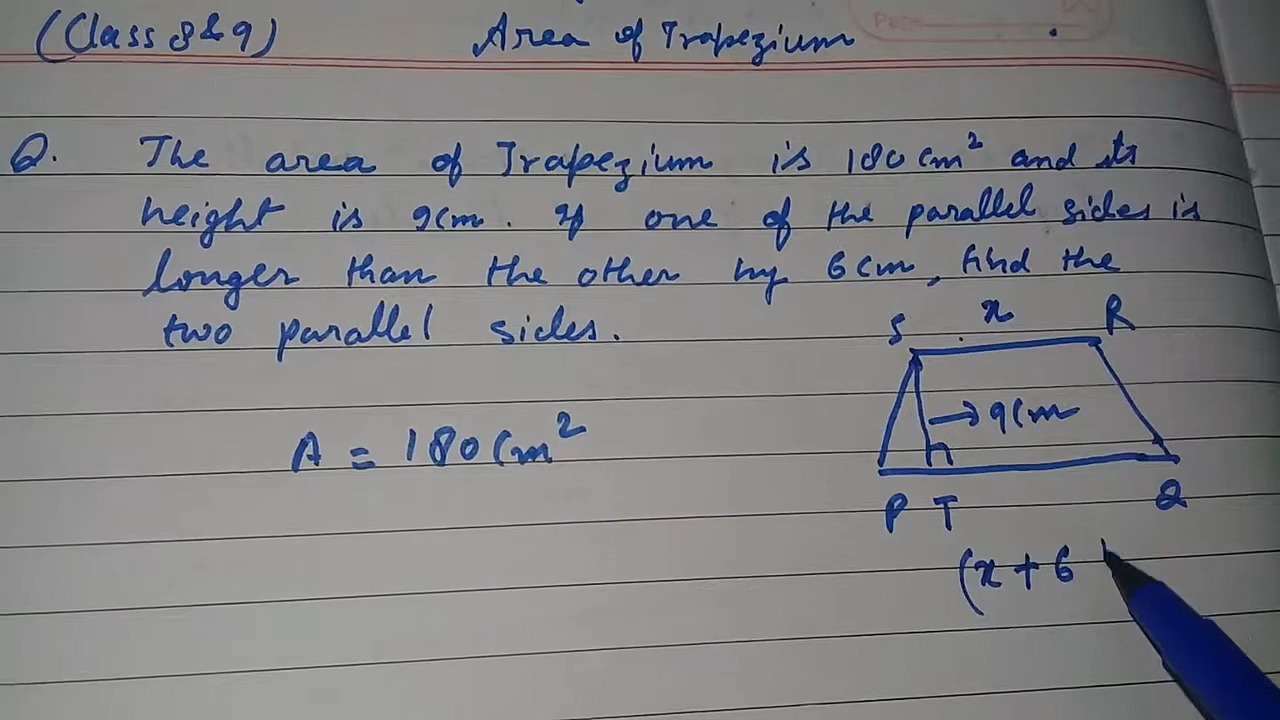 (Class 8 & 9) Area of Trapezium
Q. The area of Trapezium is 180 cm² and its
height is 9cm. If one of the parallel sides is
longer than the other by 6cm, find the
two parallel sides.
S x R
A = 180 Cm²
→ 9Cm
P T Q
(x + 6